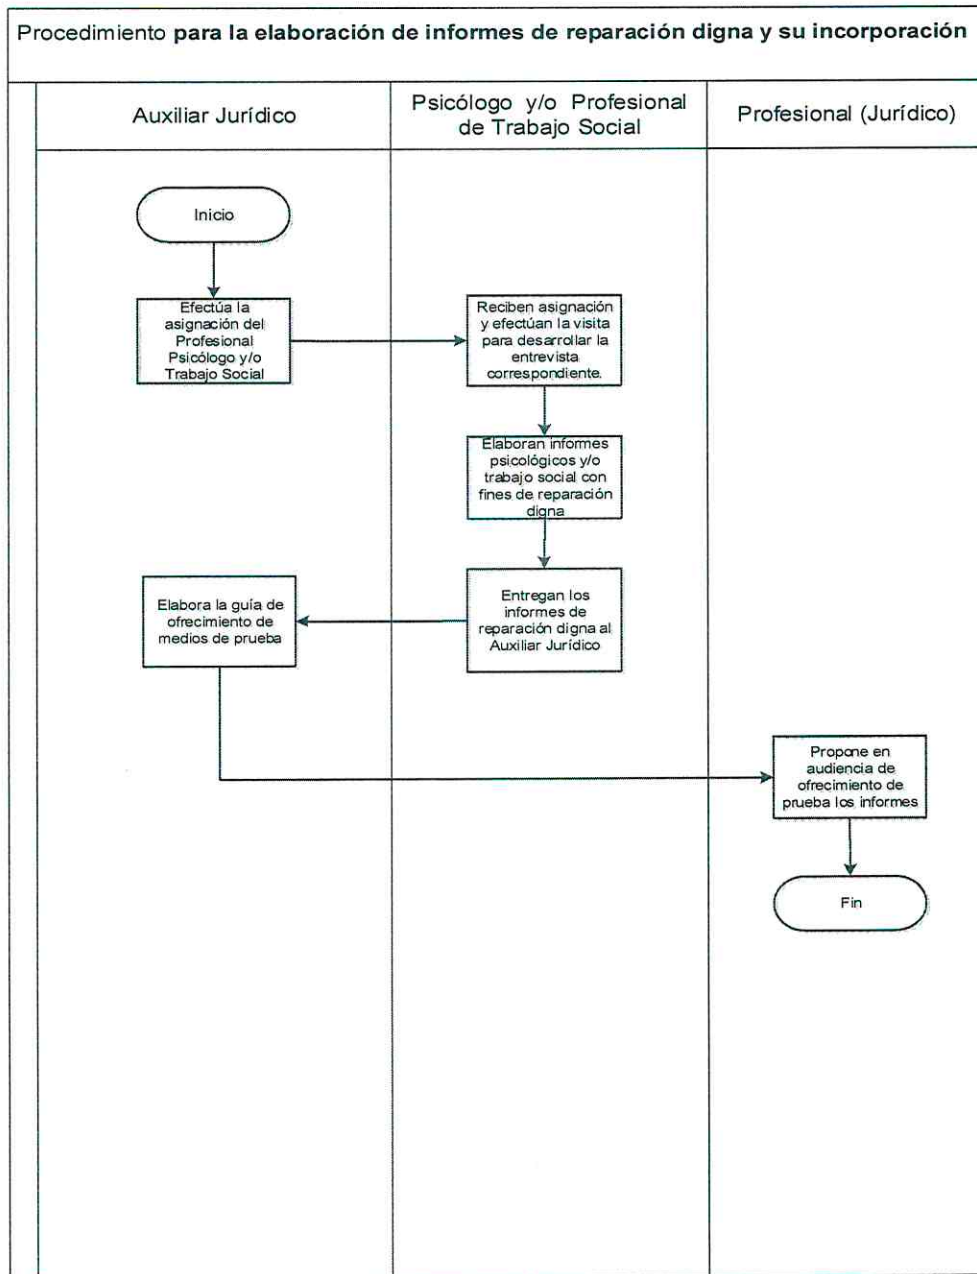 Procedimiento para la elaboración de informes de reparación digna y su incorporación
Auxiliar Jurídico
Psicólogo y/o Profesional
de Trabajo Social
Profesional (Jurídico)
Inicio
Efectúa la
asignación del
Profesional
Psicólogo y/o
Trabajo Social
Reciben asignación
y efectúan la visita
para desarrollar la
entrevista
correspondiente.
Elaboran informes
psicológicos y/o
trabajo social con
fines de reparación
digna
Entregan los
informes de
reparación digna al
Auxiliar Jurídico
Elabora la guía de
ofrecimiento de
medios de prueba
Propone en
audiencia de
ofrecimiento de
prueba los informes
Fin